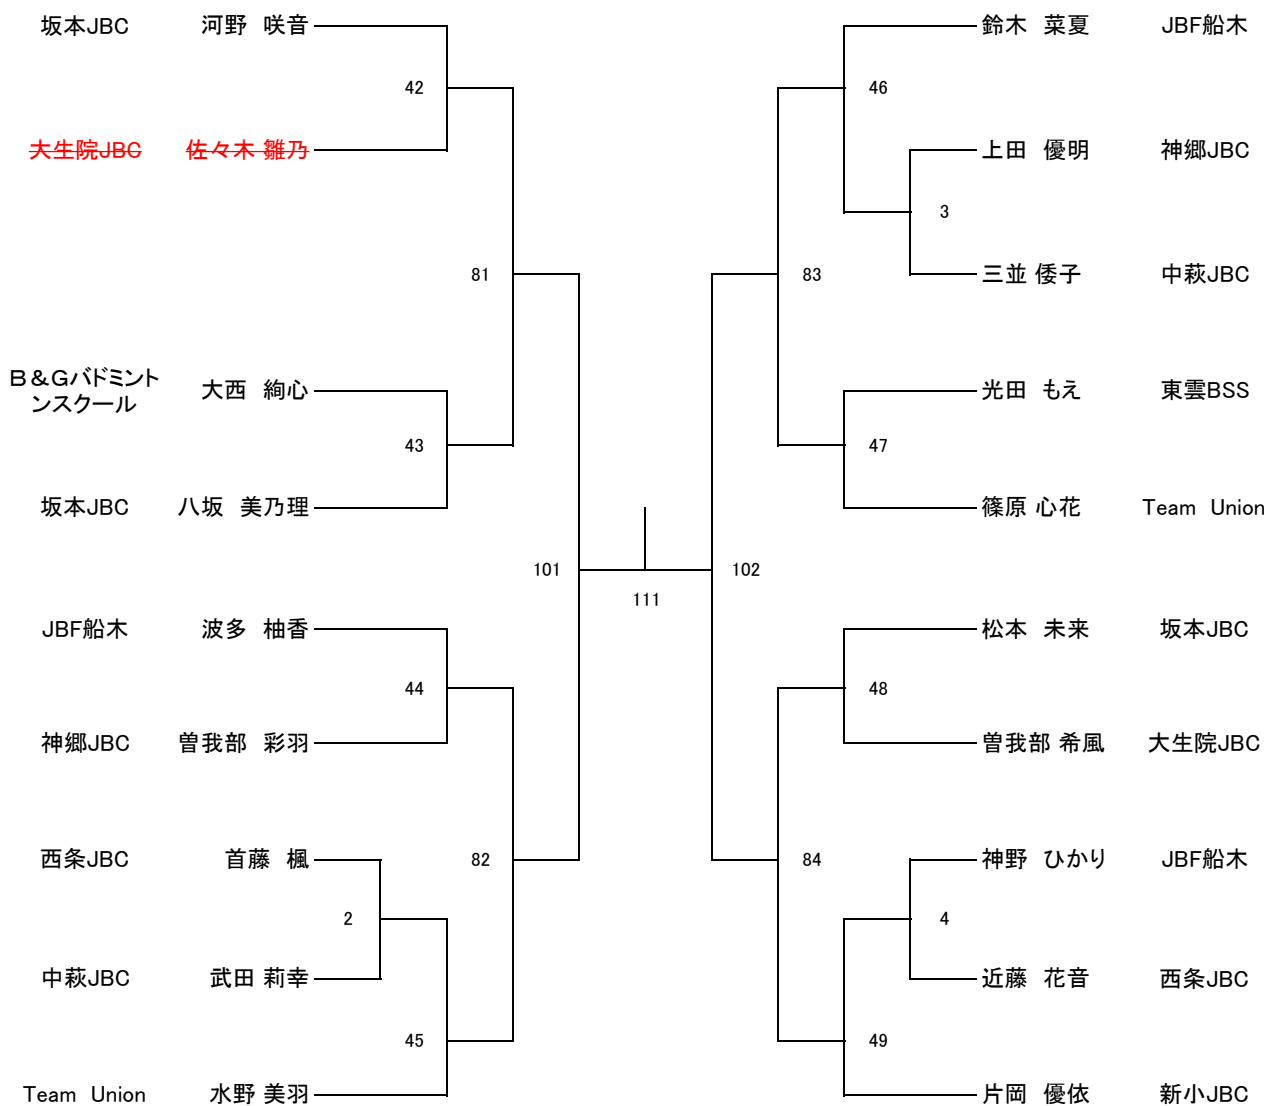 坂本JBC 河野 咲音 鈴木 菜夏 JBF船木
42 46
大生院JBC 佐々木 雛乃 上田 優明 神郷JBC
3
81 83 三並 倭子 中萩JBC
B&Gバドミント
ンスクール 大西 絢心 光田 もえ 東雲BSS
43 47
坂本JBC 八坂 美乃理 篠原 心花 Team Union
101 102
111
JBF船木 波多 柚香 松本 未来 坂本JBC
44 48
神郷JBC 曽我部 彩羽 曽我部 希風 大生院JBC
西条JBC 首藤 楓 82 84 神野 ひかり JBF船木
2 4
中萩JBC 武田 莉幸 近藤 花音 西条JBC
45 49
Team Union 水野 美羽 片岡 優依 新小JBC